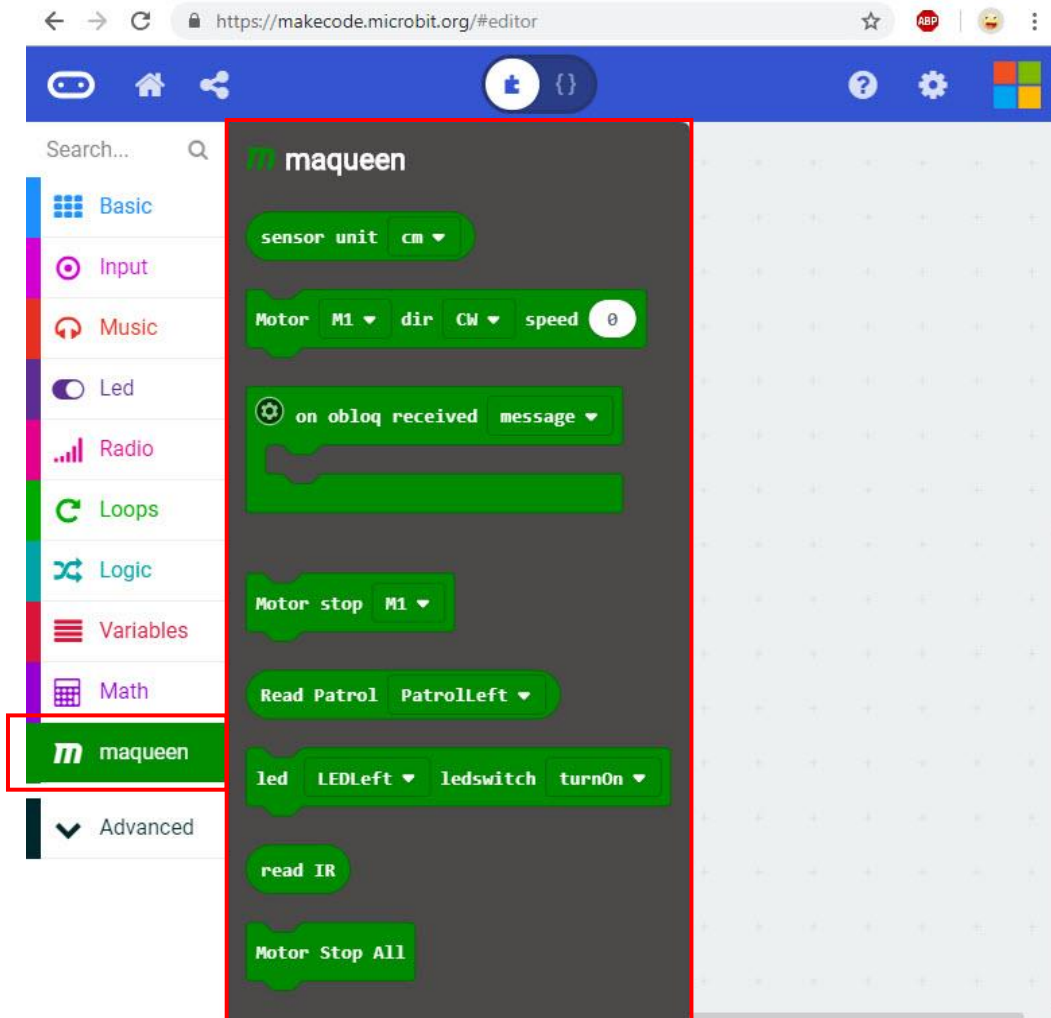 https://makecode.microbit.org/#editor
ABP
{}
Search...
Basic
Input
Music
Led
Radio
Loops
Logic
Variables
Math
m maqueen
Advanced
m maqueen
sensor unit cm
Motor M1 dir CW speed 0
on obloq received message
Motor stop M1
Read Patrol PatrolLeft
led LEDLeft ledswitch turnOn
read IR
Motor Stop All